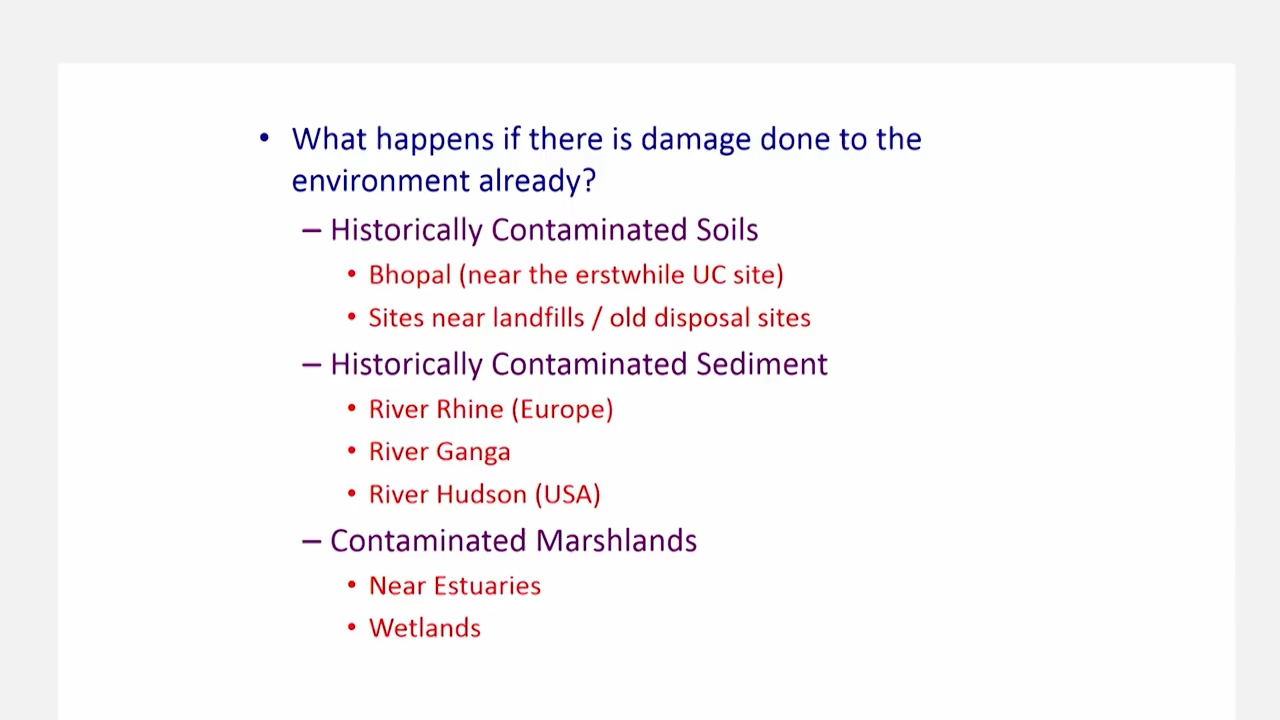 • What happens if there is damage done to the
environment already?
– Historically Contaminated Soils
• Bhopal (near the erstwhile UC site)
• Sites near landfills / old disposal sites
– Historically Contaminated Sediment
• River Rhine (Europe)
• River Ganga
• River Hudson (USA)
– Contaminated Marshlands
• Near Estuaries
• Wetlands